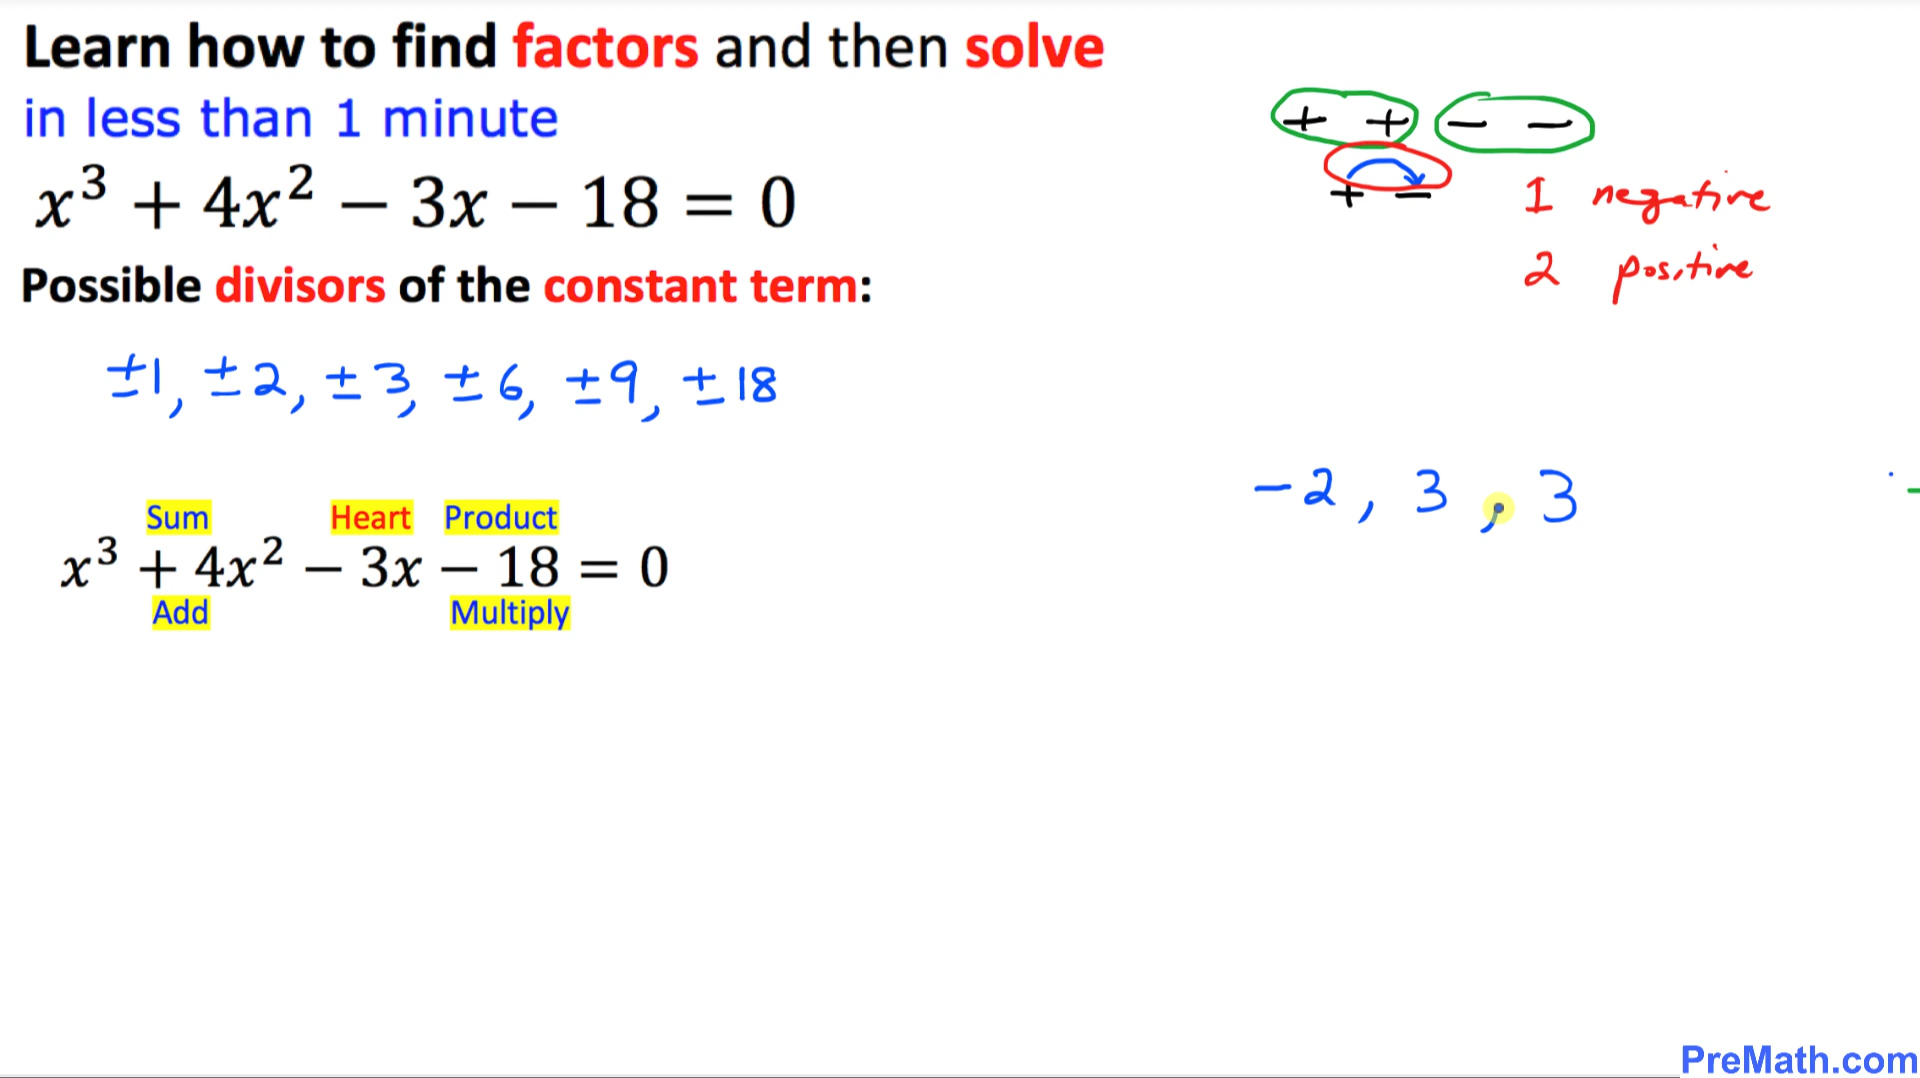 Learn how to find factors and then solve
in less than 1 minute
x³ + 4x² − 3x − 18 = 0
Possible divisors of the constant term:
±1, ±2, ±3, ±6, ±9, ±18
Sum Heart Product
x³ + 4x² − 3x − 18 = 0
Add Multiply
+ + − −
+ −
1 negative
2 positive
−2, 3, 3
PreMath.com